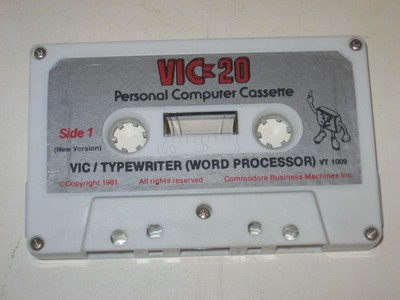 VIC 20
Personal Computer Cassette
Side 1
(New Version)
VIC / TYPEWRITER (WORD PROCESSOR) VT 1009
©Copyright 1981 All rights reserved Commodore Business Machines Inc.